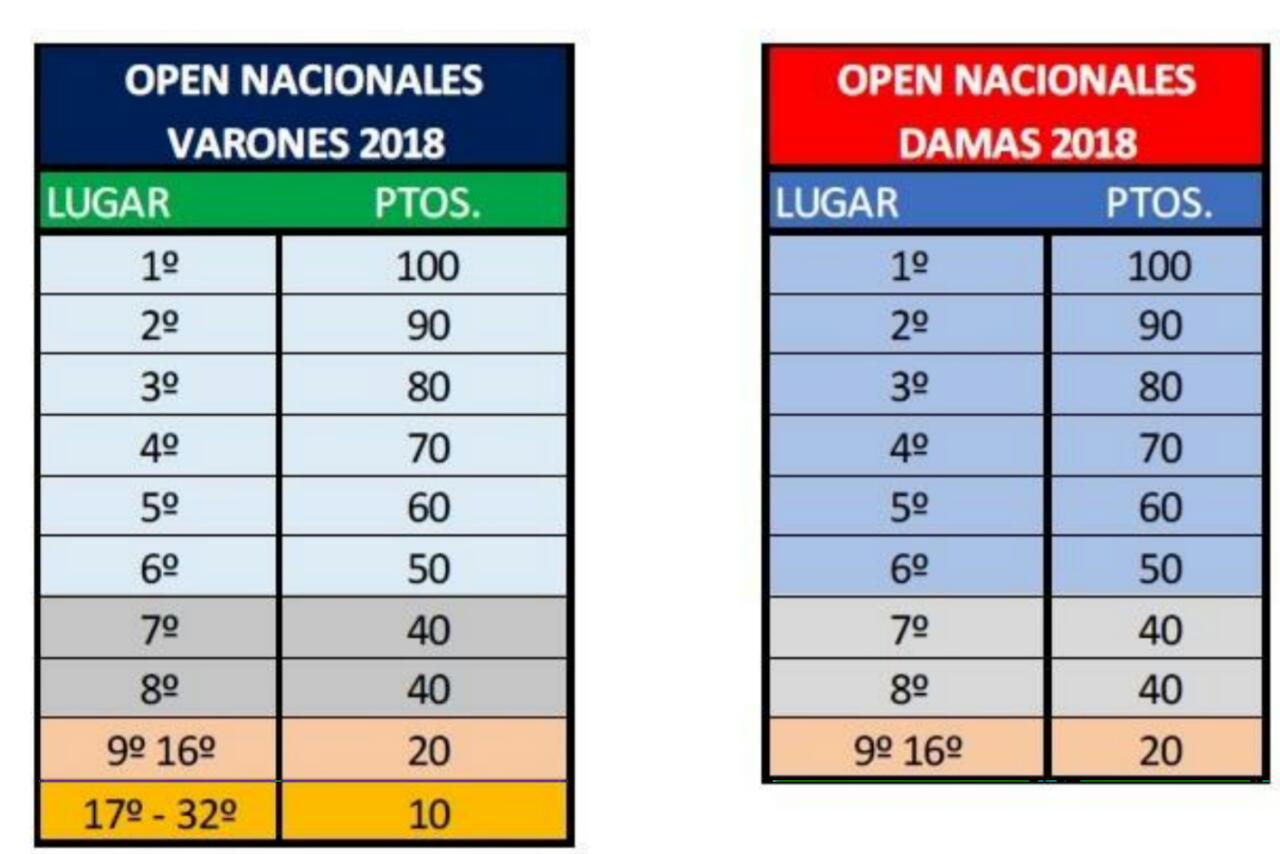 OPEN NACIONALES
VARONES 2018
LUGAR PTOS.
1º 100
2º 90
3º 80
4º 70
5º 60
6º 50
7º 40
8º 40
9º 16º 20
17º - 32º 10
OPEN NACIONALES
DAMAS 2018
LUGAR PTOS.
1º 100
2º 90
3º 80
4º 70
5º 60
6º 50
7º 40
8º 40
9º 16º 20